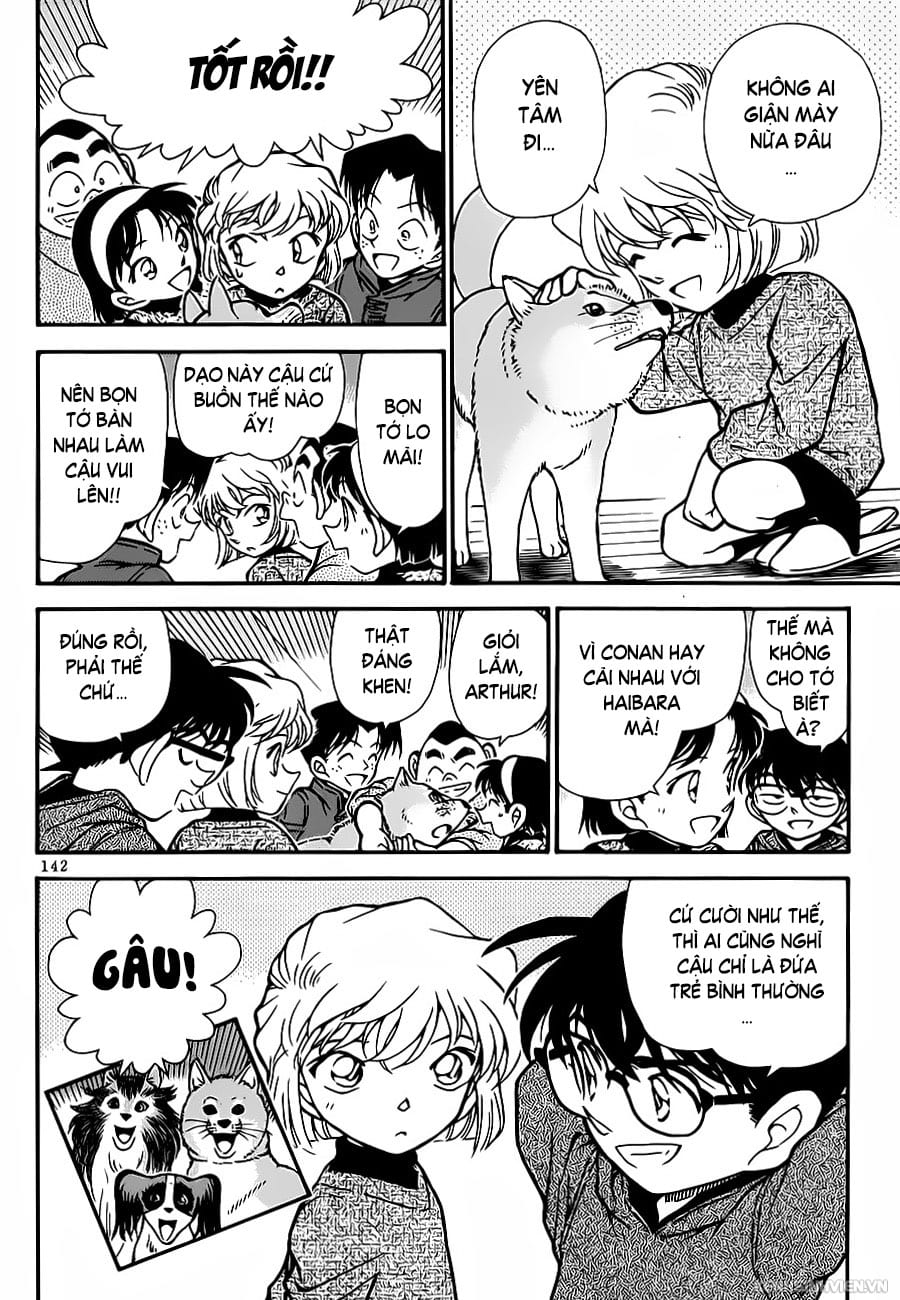 KHÔNG AI
GIẬN MÀY
NỮA ĐÂU
...
YÊN
TÂM
ĐI...
TỐT RỒI!!
BỌN
TỚ LO
MÃI!
DẠO NÀY CẬU CỨ
BUỒN THẾ NÀO
ẤY!
NÊN BỌN
TỚ BÀN
NHAU LÀM
CẬU VUI
LÊN!!
THẾ MÀ
KHÔNG
CHO TỚ
BIẾT
À?
VÌ CONAN HAY
CÃI NHAU VỚI
HAIBARA
MÀ!
GIỎI
LẮM,
ARTHUR!
THẬT
ĐÁNG
KHEN!
ĐÚNG RỒI,
PHẢI THẾ
CHỨ...
142
CỨ CƯỜI NHƯ THẾ,
THÌ AI CŨNG NGHĨ
CẬU CHỈ LÀ ĐỨA
TRẺ BÌNH THƯỜNG
...
GÂU!